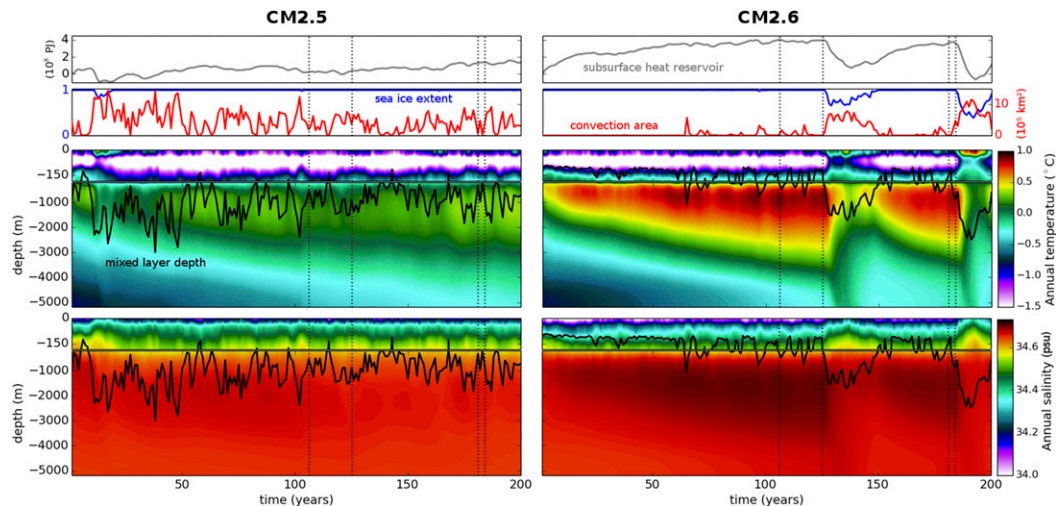 CM2.5 CM2.6
(10⁵ PJ)
4
2
0
subsurface heat reservoir
1
0
sea ice extent
convection area
10
0
(10⁵ km²)
0
-150
-1000
-2000
-3000
-4000
-5000
depth (m)
mixed layer depth
1.0
0.5
0.0
-0.5
-1.0
-1.5
Annual temperature (°C)
0
-150
-1000
-2000
-3000
-4000
-5000
depth (m)
34.6
34.4
34.2
34.0
Annual salinity (psu)
50 100 150 200 50 100 150 200
time (years) time (years)